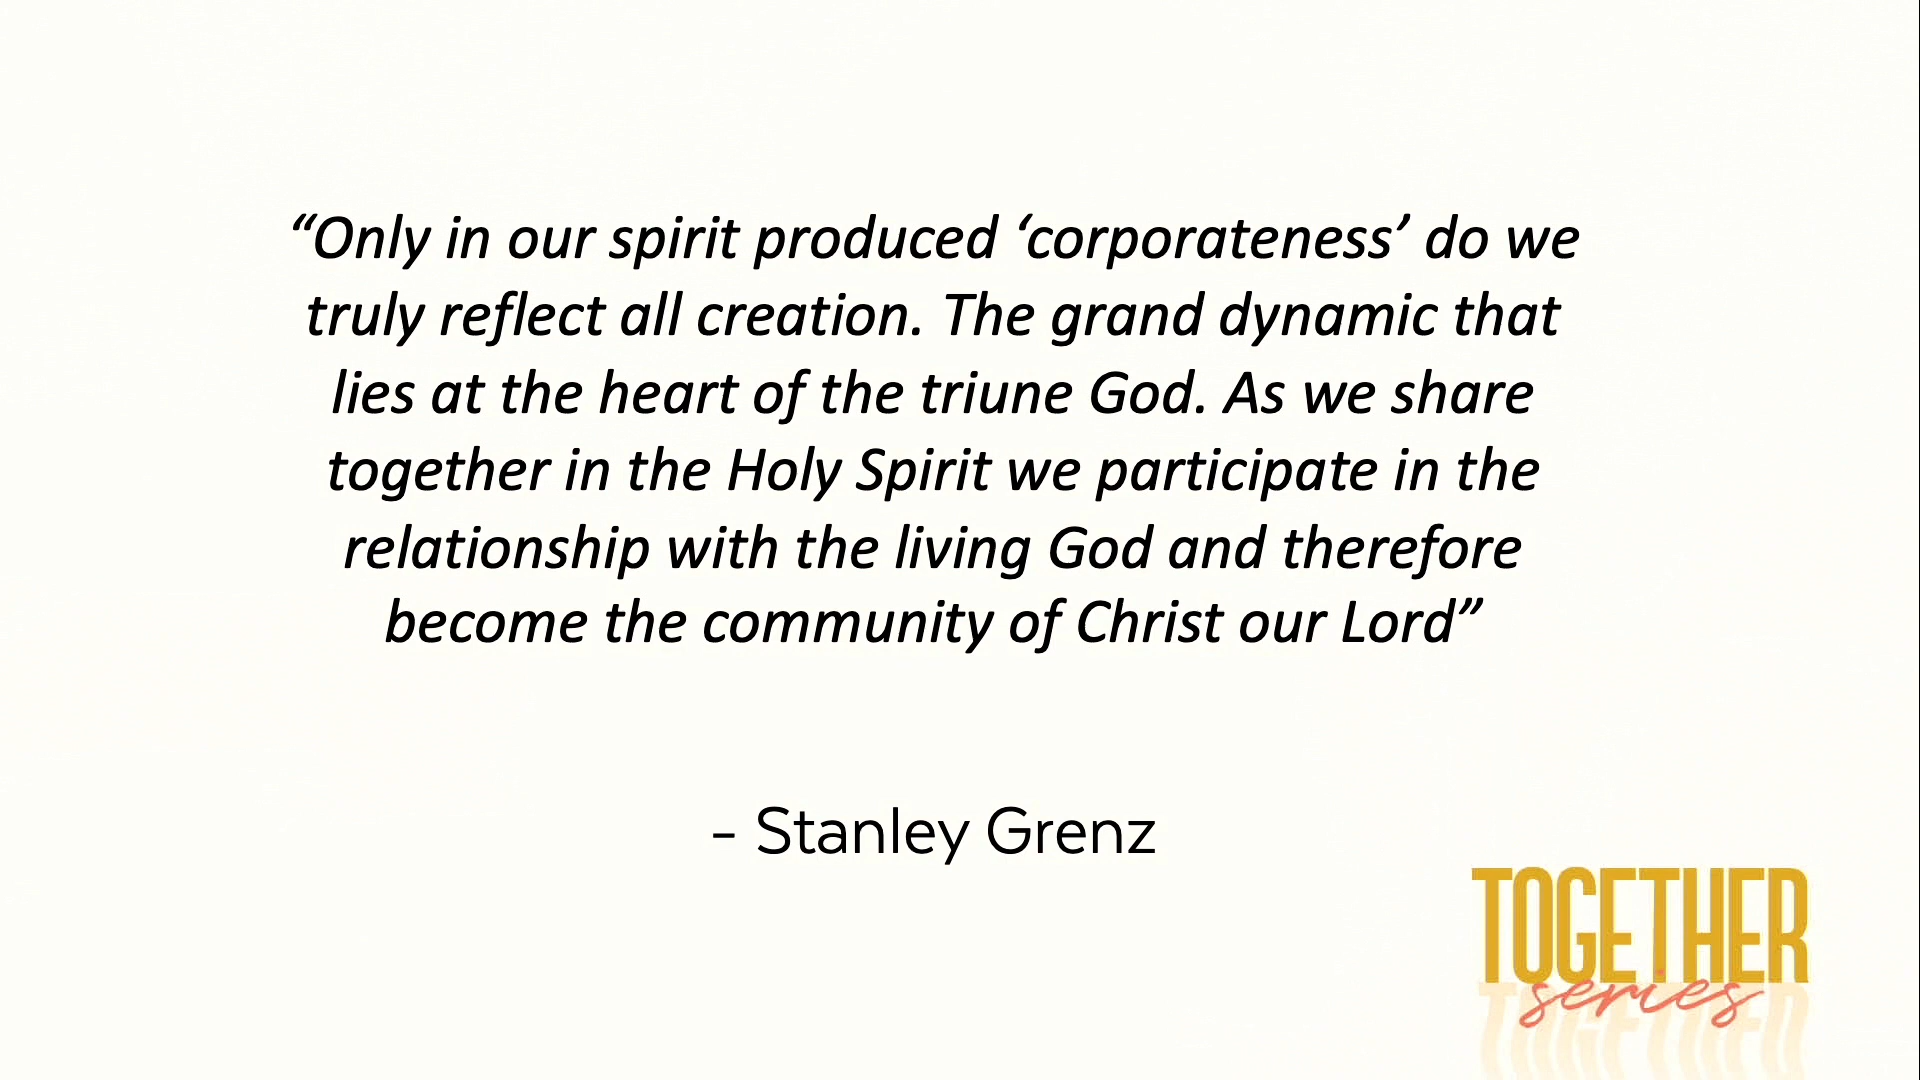 “Only in our spirit produced ‘corporateness’ do we
truly reflect all creation. The grand dynamic that
lies at the heart of the triune God. As we share
together in the Holy Spirit we participate in the
relationship with the living God and therefore
become the community of Christ our Lord”
- Stanley Grenz
TOGETHER
series